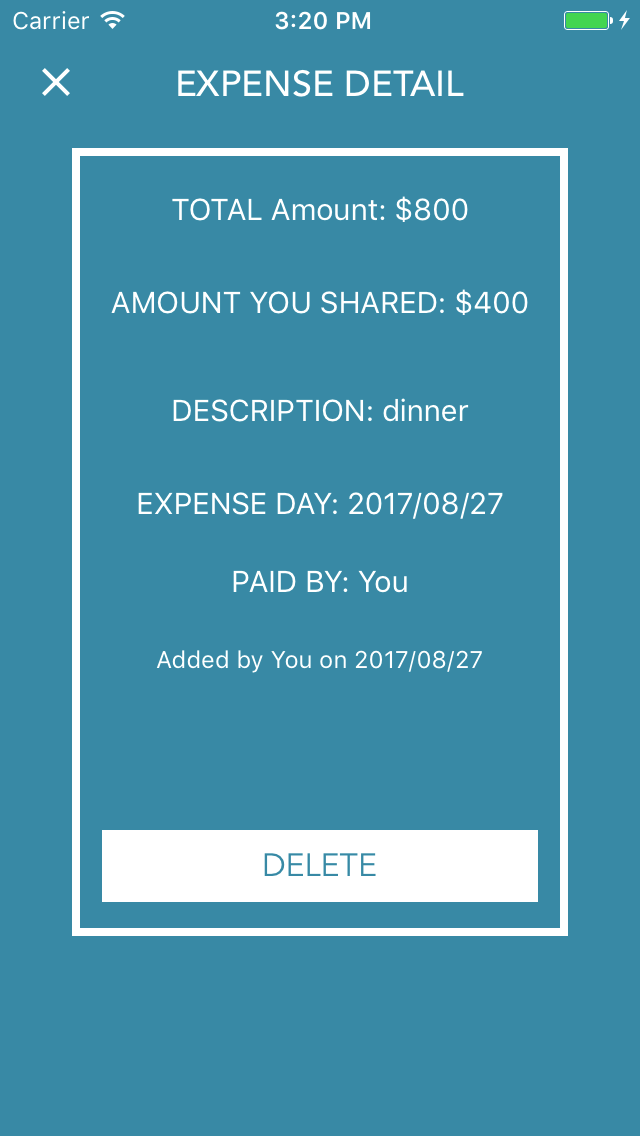 Carrier 3:20 PM
EXPENSE DETAIL
TOTAL Amount: $800
AMOUNT YOU SHARED: $400
DESCRIPTION: dinner
EXPENSE DAY: 2017/08/27
PAID BY: You
Added by You on 2017/08/27
DELETE